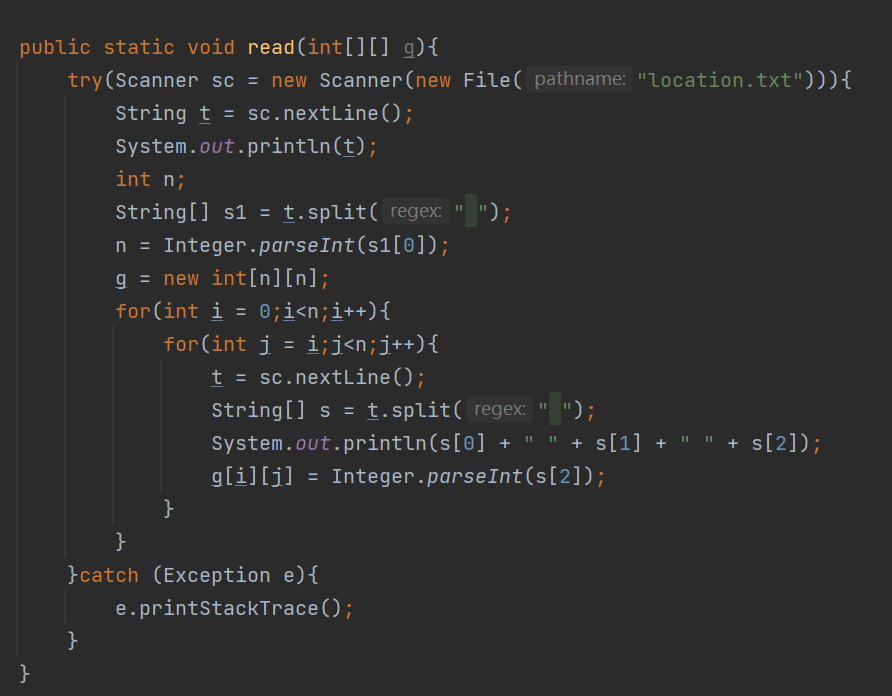 public static void read(int[][] g){
    try(Scanner sc = new Scanner(new File( pathname: "location.txt"))){
        String t = sc.nextLine();
        System.out.println(t);
        int n;
        String[] s1 = t.split( regex: " ");
        n = Integer.parseInt(s1[0]);
        g = new int[n][n];
        for(int i = 0;i<n;i++){
            for(int j = i;j<n;j++){
                t = sc.nextLine();
                String[] s = t.split( regex: " ");
                System.out.println(s[0] + " " + s[1] + " " + s[2]);
                g[i][j] = Integer.parseInt(s[2]);
            }
        }
    }catch (Exception e){
        e.printStackTrace();
    }
}